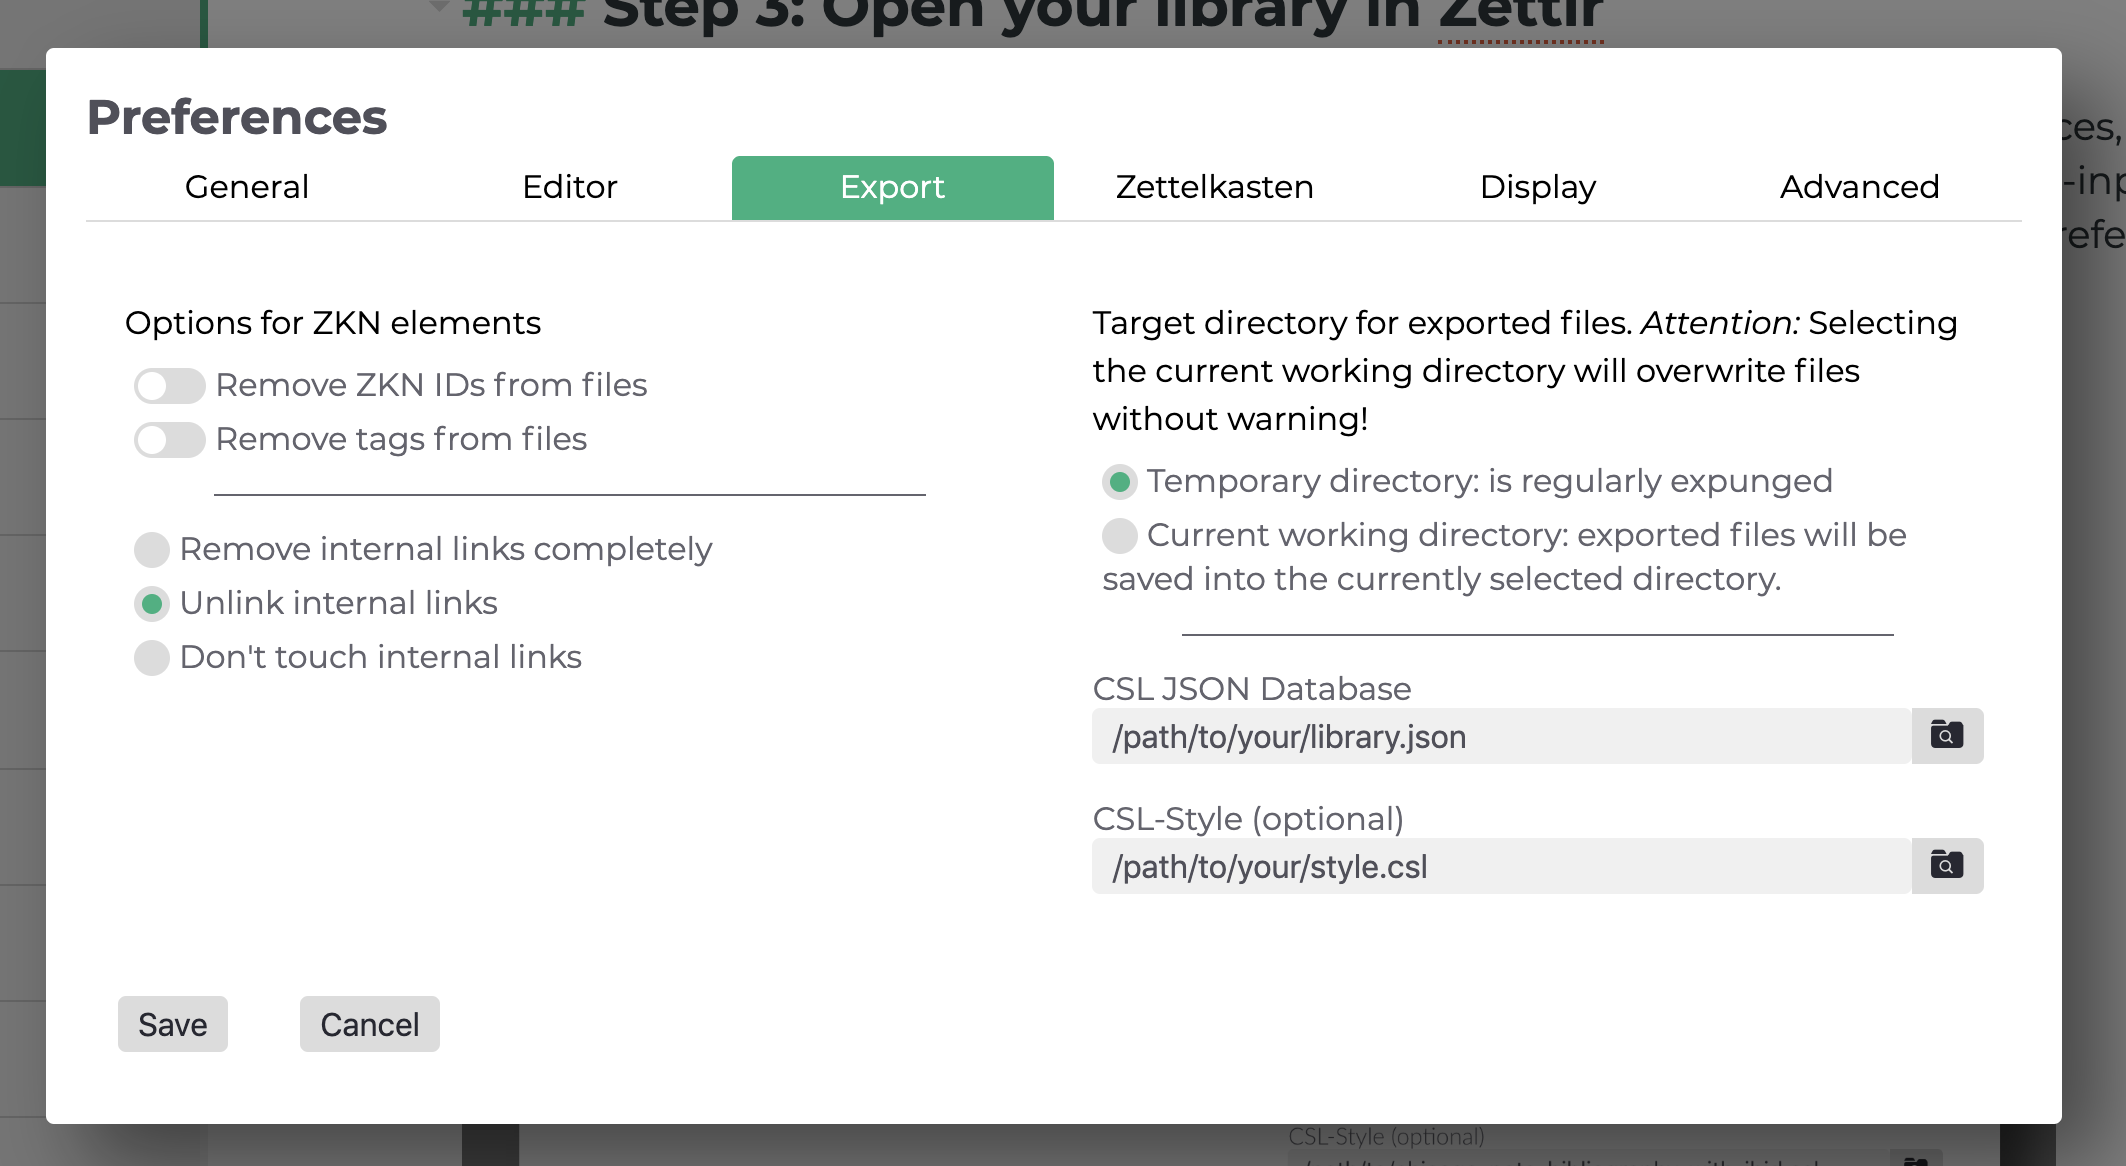 ### Step 3: Open your library in Zettlr
Preferences
General Editor Export Zettelkasten Display Advanced
Options for ZKN elements
Remove ZKN IDs from files
Remove tags from files
Remove internal links completely
Unlink internal links
Don't touch internal links
Target directory for exported files. Attention: Selecting
the current working directory will overwrite files
without warning!
Temporary directory: is regularly expunged
Current working directory: exported files will be
saved into the currently selected directory.
CSL JSON Database
/path/to/your/library.json
CSL-Style (optional)
/path/to/your/style.csl
Save Cancel
ces,
-inp
refe
CSL-Style (optional)